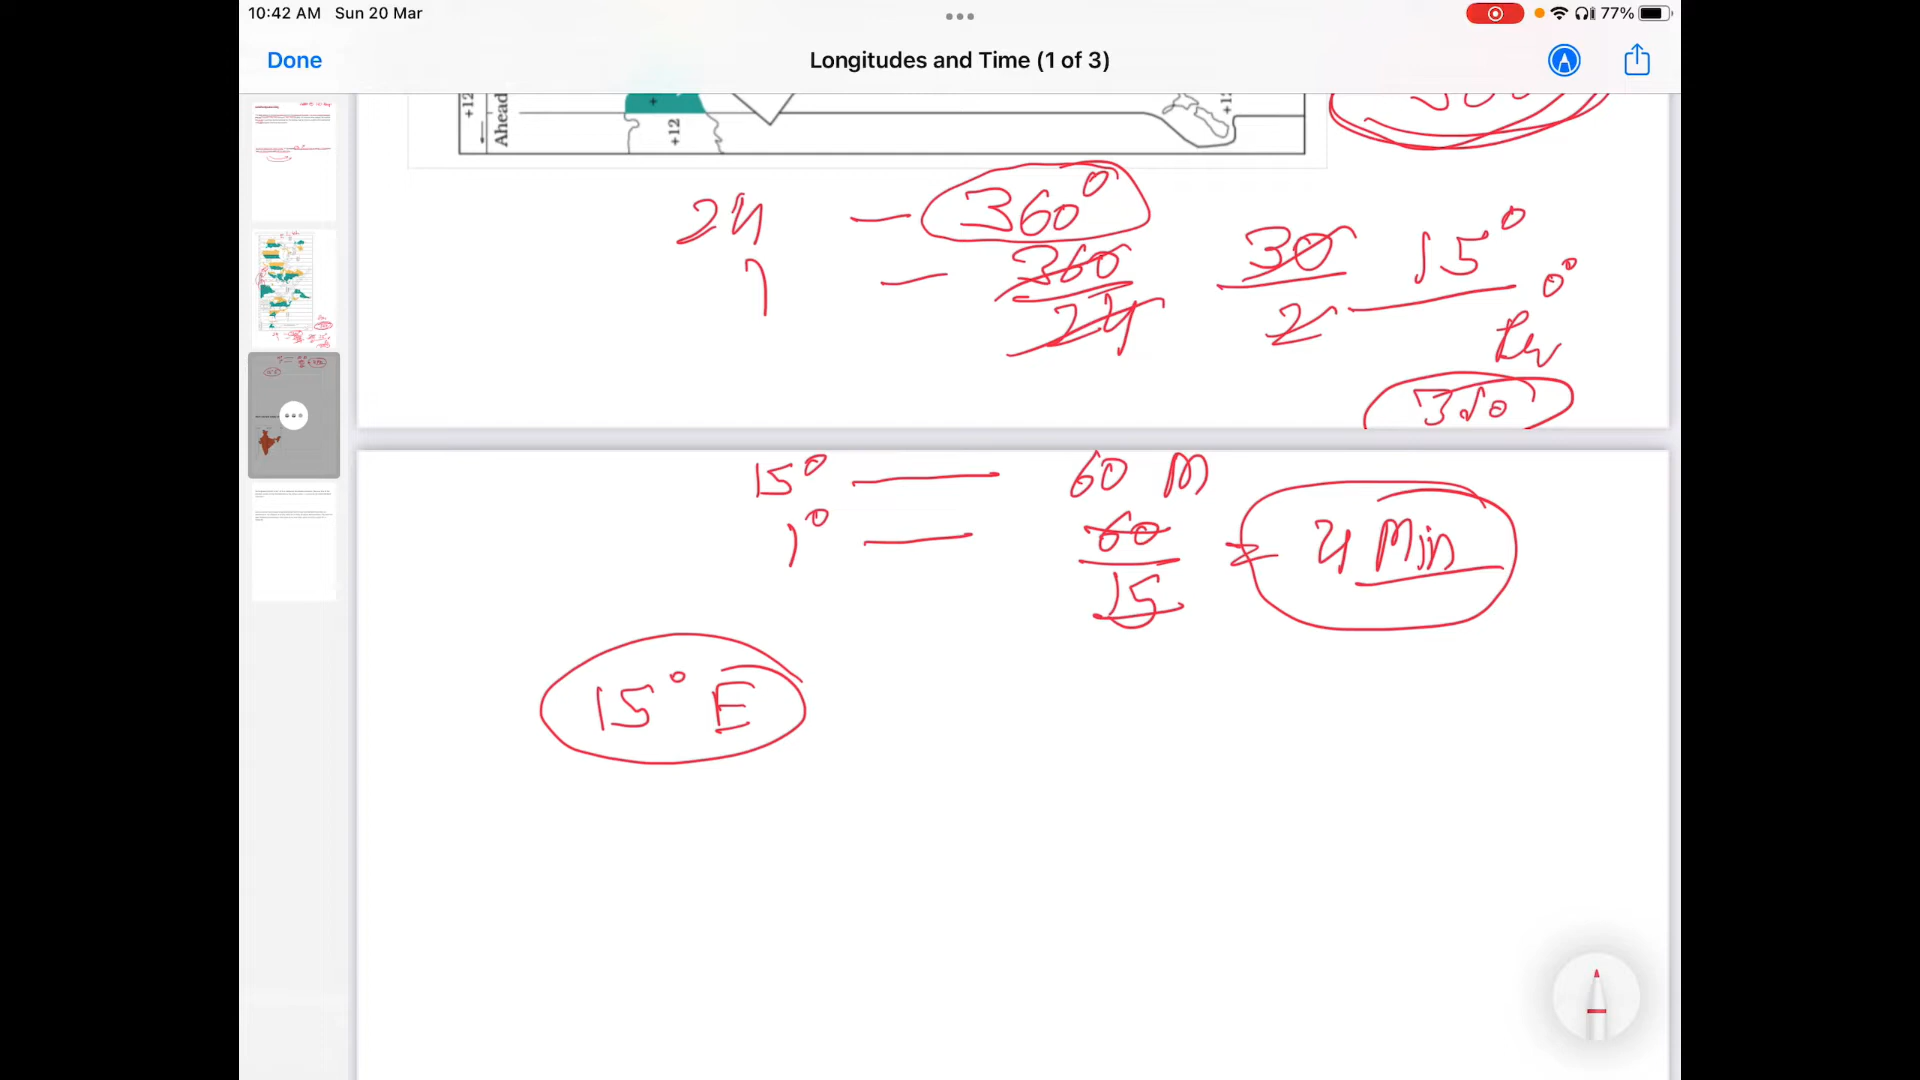 10:42 AM Sun 20 Mar
77%
Done
Longitudes and Time (1 of 3)
+12
Ahead
+12
+12
24 — 360°
1 — 360/24 30/2 15°
0°
15° — 60 M
1° — 60/15 = 4 Min
15° E